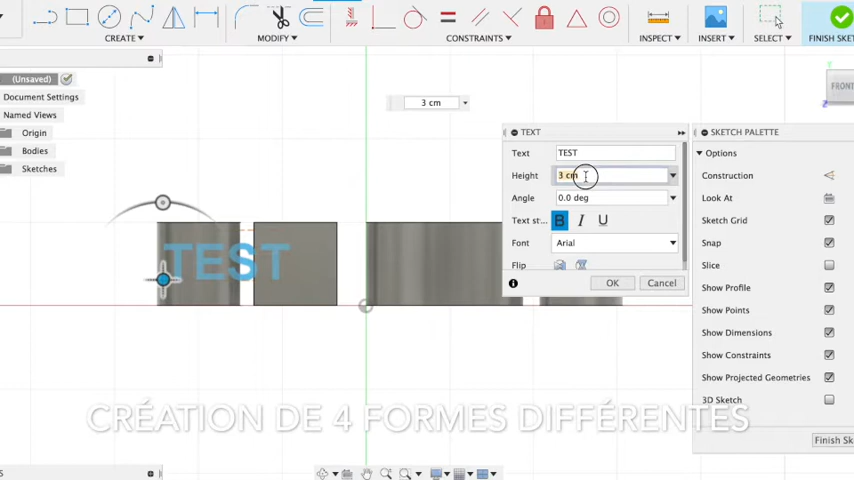 CREATE ▾ MODIFY ▾ CONSTRAINTS ▾ INSPECT ▾ INSERT ▾ SELECT ▾ FINISH SKE
(Unsaved)
Document Settings
Named Views
Origin
Bodies
Sketches
3 cm
FRONT
TEXT
Text TEST
Height 3 cm
Angle 0.0 deg
Text st... B I U
Font Arial
Flip
OK Cancel
SKETCH PALETTE
Options
Construction
Look At
Sketch Grid
Snap
Slice
Show Profile
Show Points
Show Dimensions
Show Constraints
Show Projected Geometries
3D Sketch
Finish Sk
TEST
CRÉATION DE 4 FORMES DIFFÉRENTES